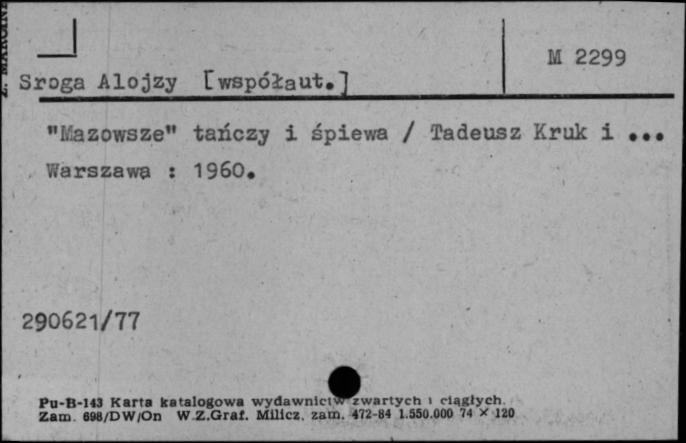 M 2299
Sroga Alojzy [współaut.]
"Mazowsze" tańczy i śpiewa / Tadeusz Kruk i ...
Warszawa : 1960.
290621/77
Pu-B-143 Karta katalogowa wydawnictw zwartych i ciągłych.
Zam. 698/DW/On W.Z.Graf. Milicz. zam. 472-84 1.550.000 74 × 120